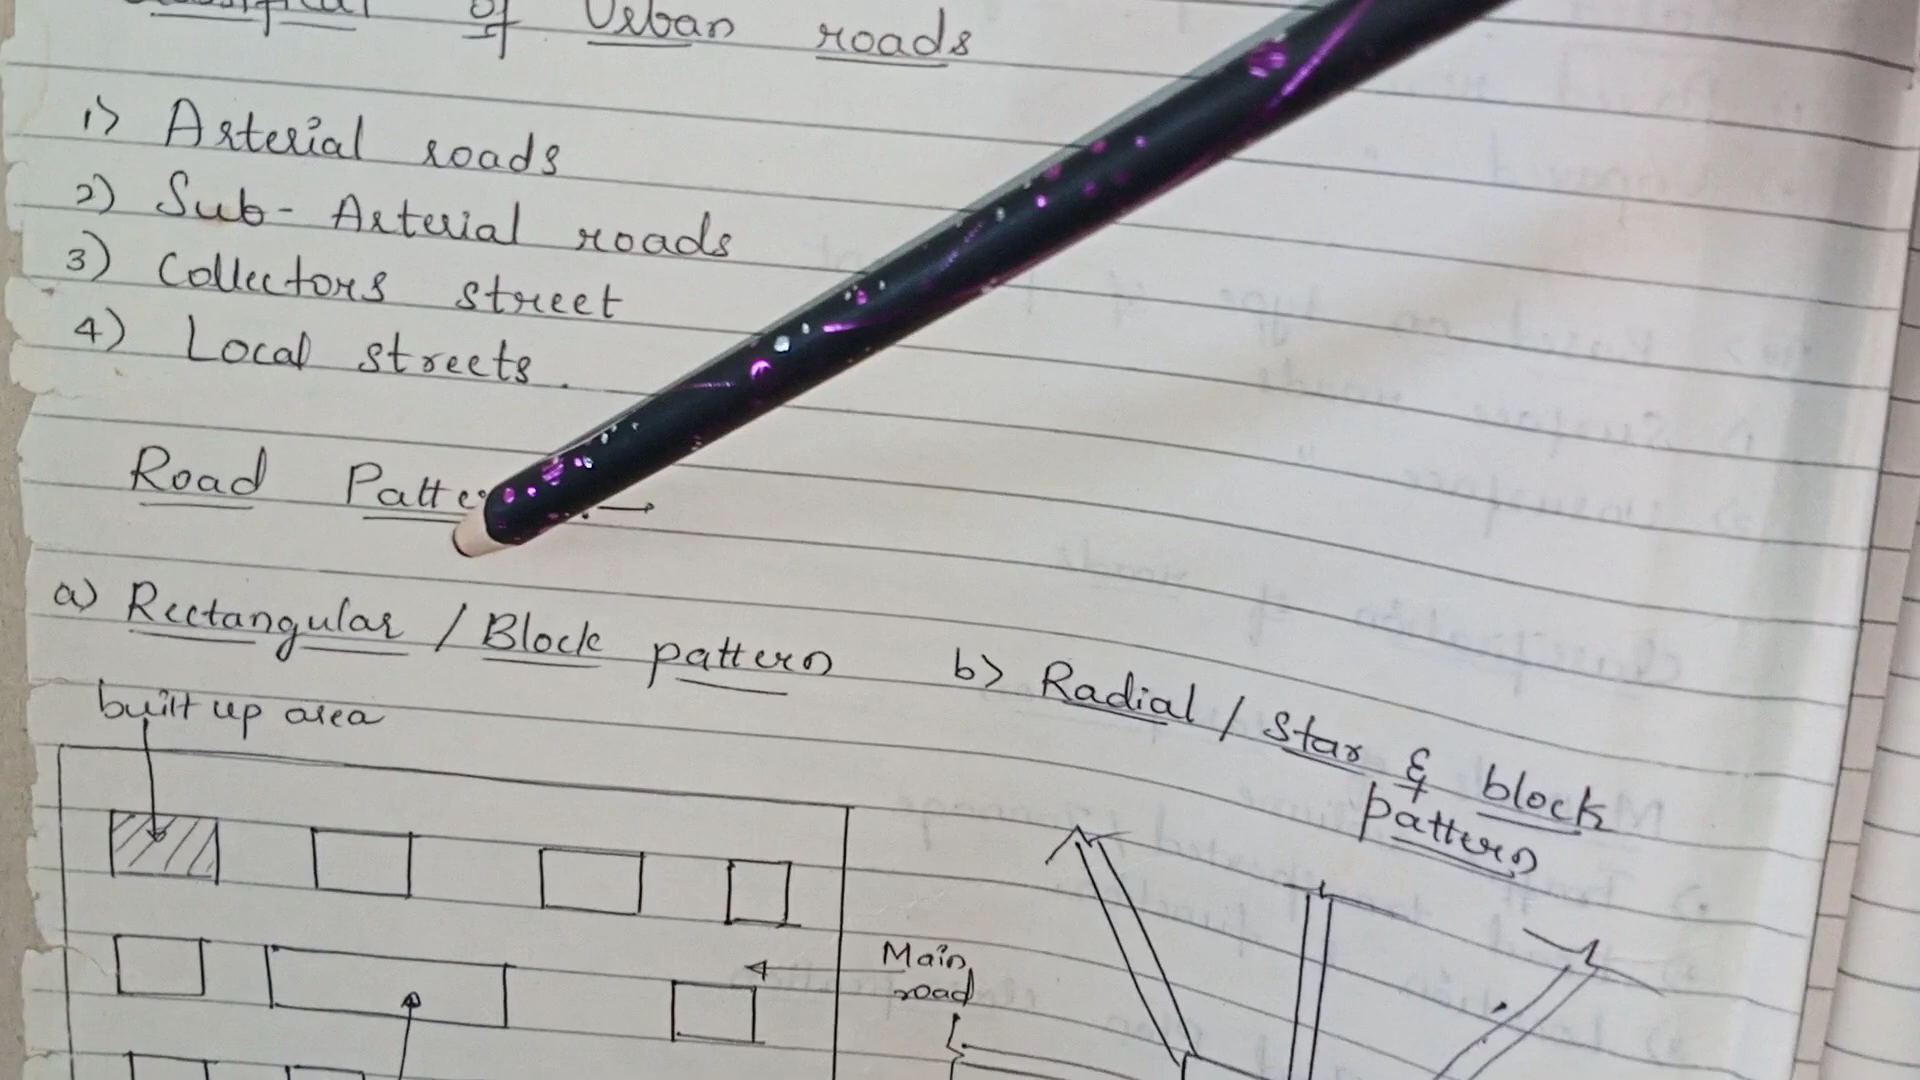 of Urban roads
1) Arterial roads
2) Sub-Arterial roads
3) Collectors street
4) Local streets.
Road
a) Rectangular / Block pattern
built up area
b) Radial / Star & block
pattern
Main
road